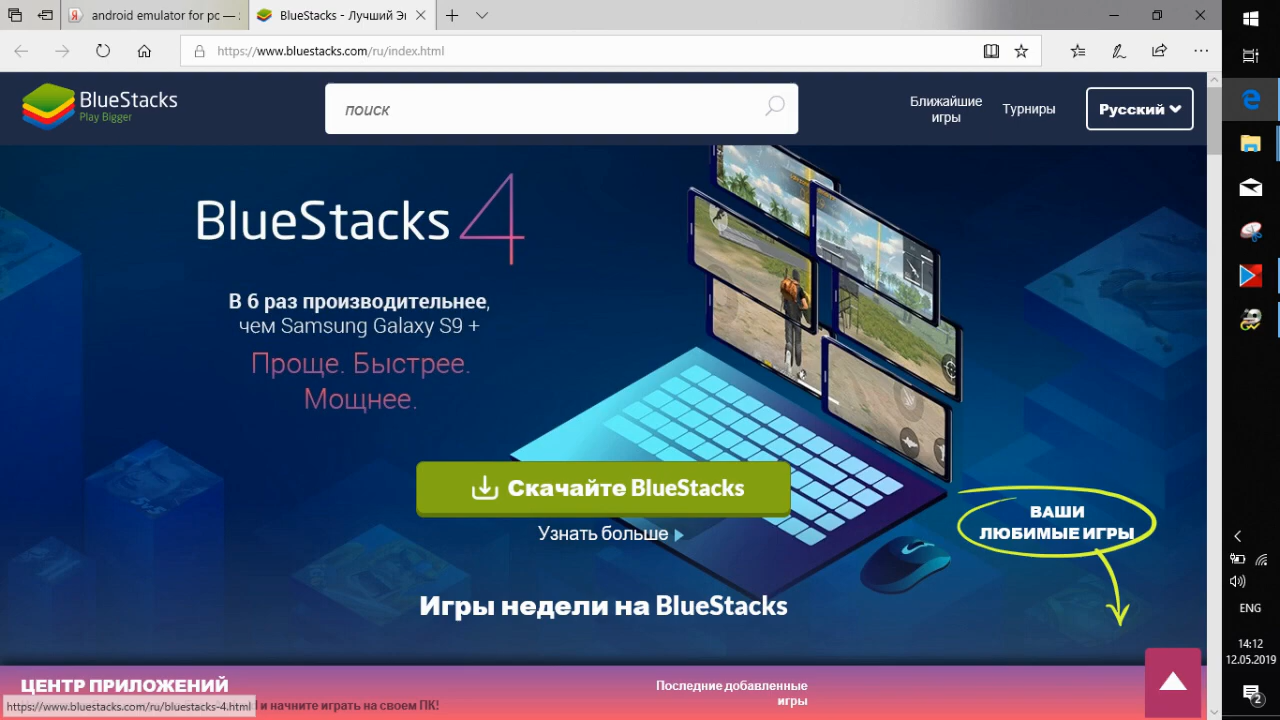 android emulator for pc —
BlueStacks - Лучший Эм
https://www.bluestacks.com/ru/index.html
BlueStacks
Play Bigger
поиск
Ближайшие
игры
Турниры
Русский
BlueStacks 4
В 6 раз производительнее,
чем Samsung Galaxy S9 +
Проще. Быстрее.
Мощнее.
Скачайте BlueStacks
Узнать больше
ВАШИ
ЛЮБИМЫЕ ИГРЫ
Игры недели на BlueStacks
ЦЕНТР ПРИЛОЖЕНИЙ
и начните играть на своем ПК!
Последние добавленные
игры
https://www.bluestacks.com/ru/bluestacks-4.html
ENG
14:12
12.05.2019
2